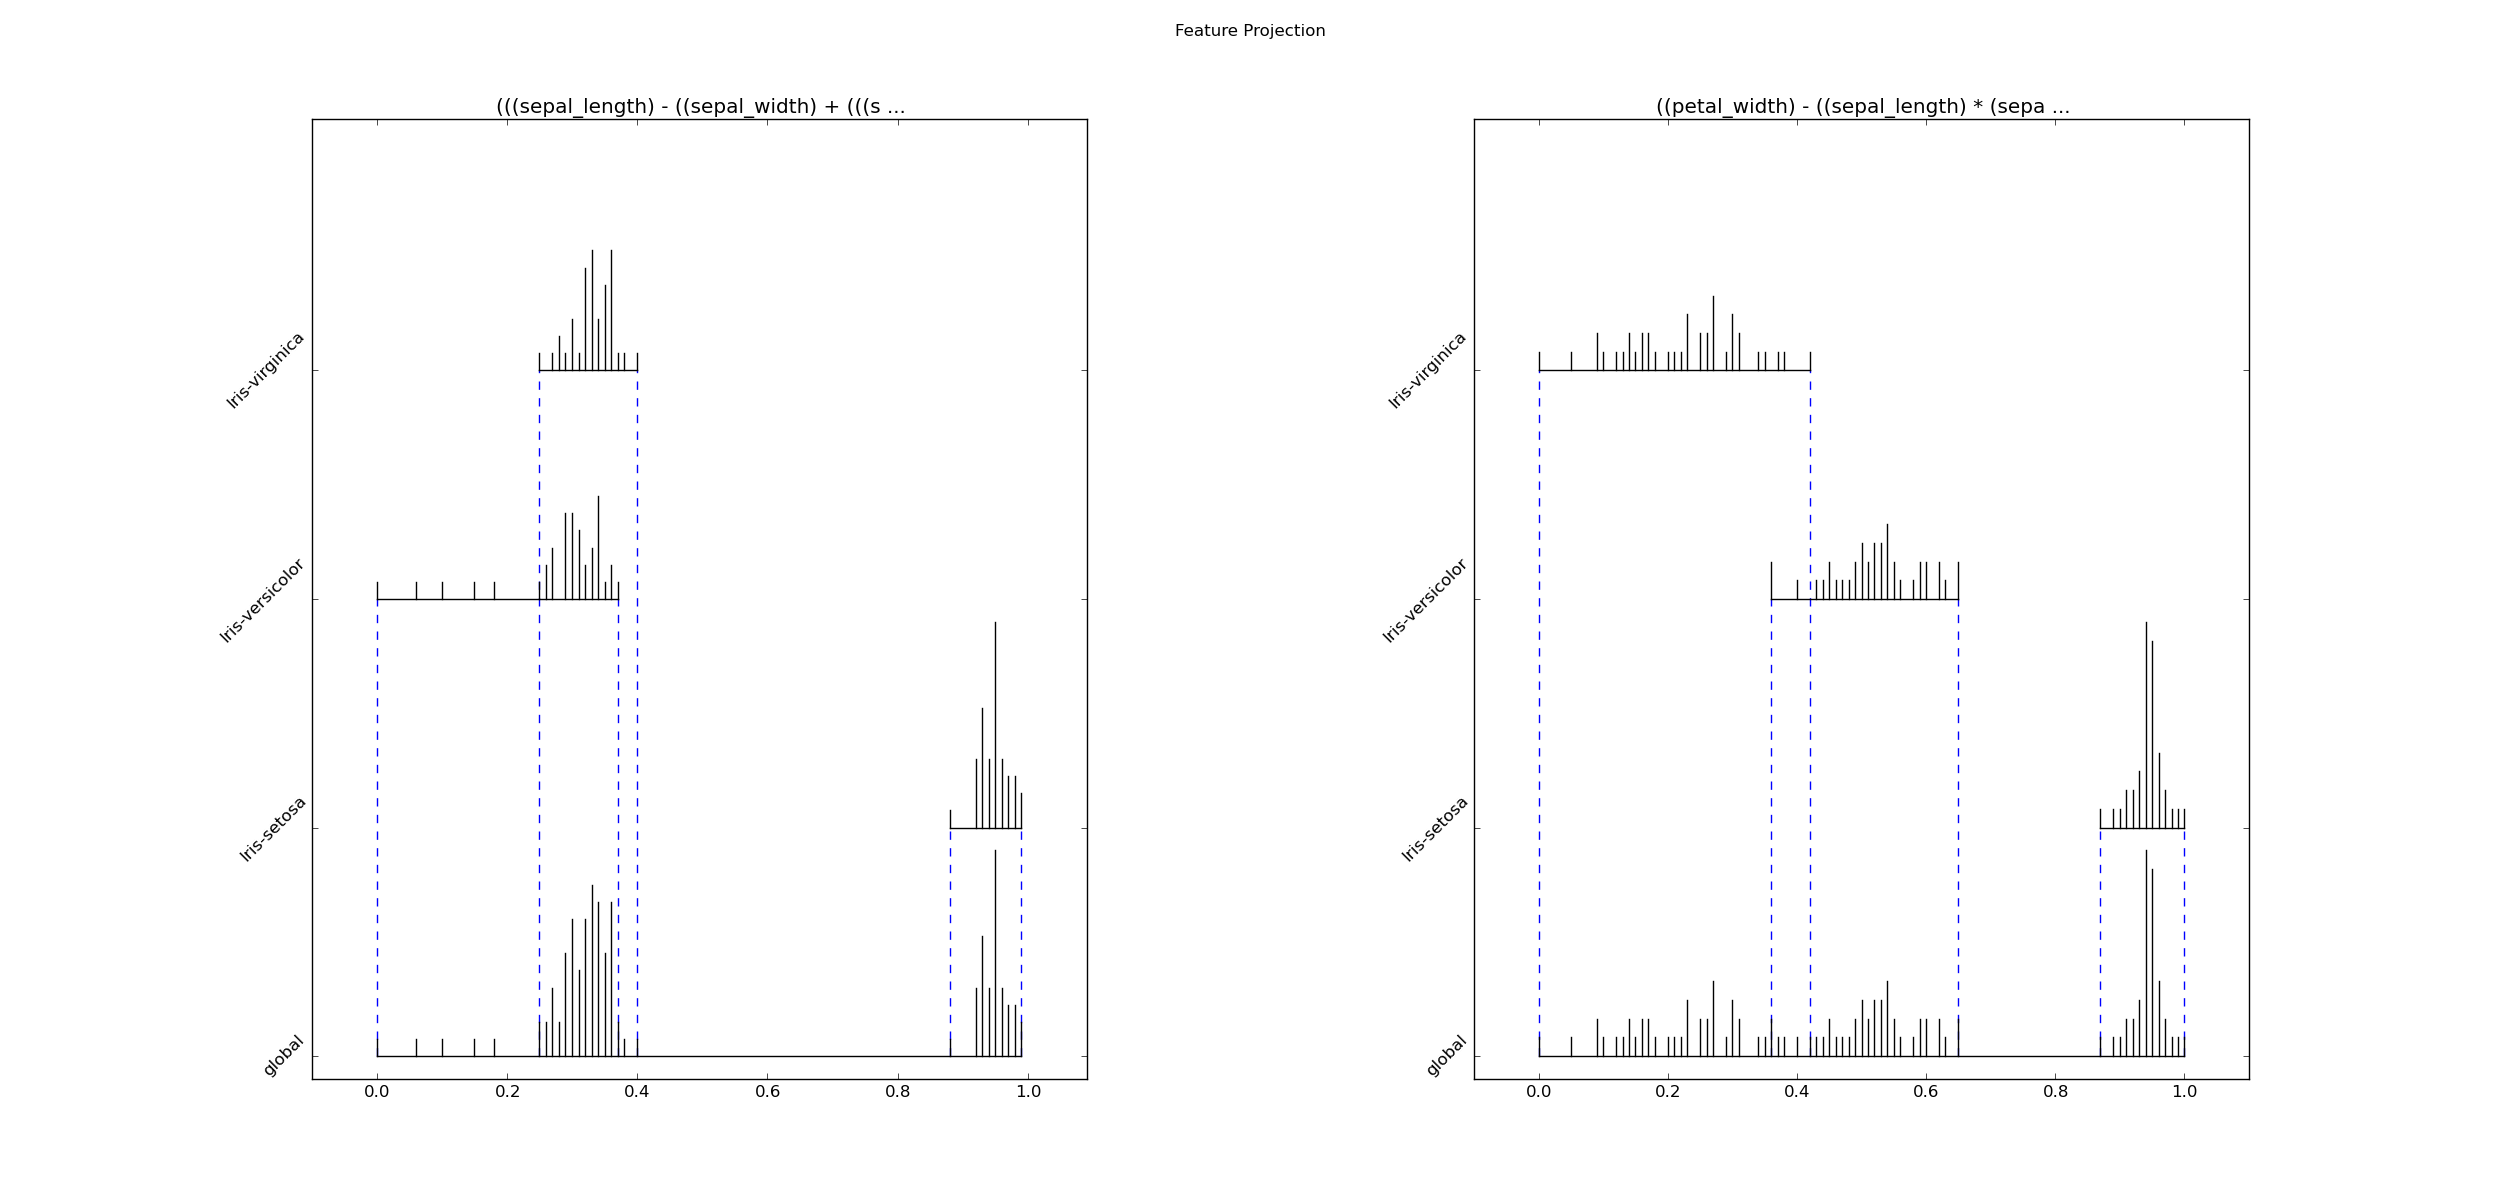 Feature Projection
(((sepal_length) - ((sepal_width) + (((s ...
Iris-virginica
Iris-versicolor
Iris-setosa
global
0.0 0.2 0.4 0.6 0.8 1.0
((petal_width) - ((sepal_length) * (sepa ...
Iris-virginica
Iris-versicolor
Iris-setosa
global
0.0 0.2 0.4 0.6 0.8 1.0